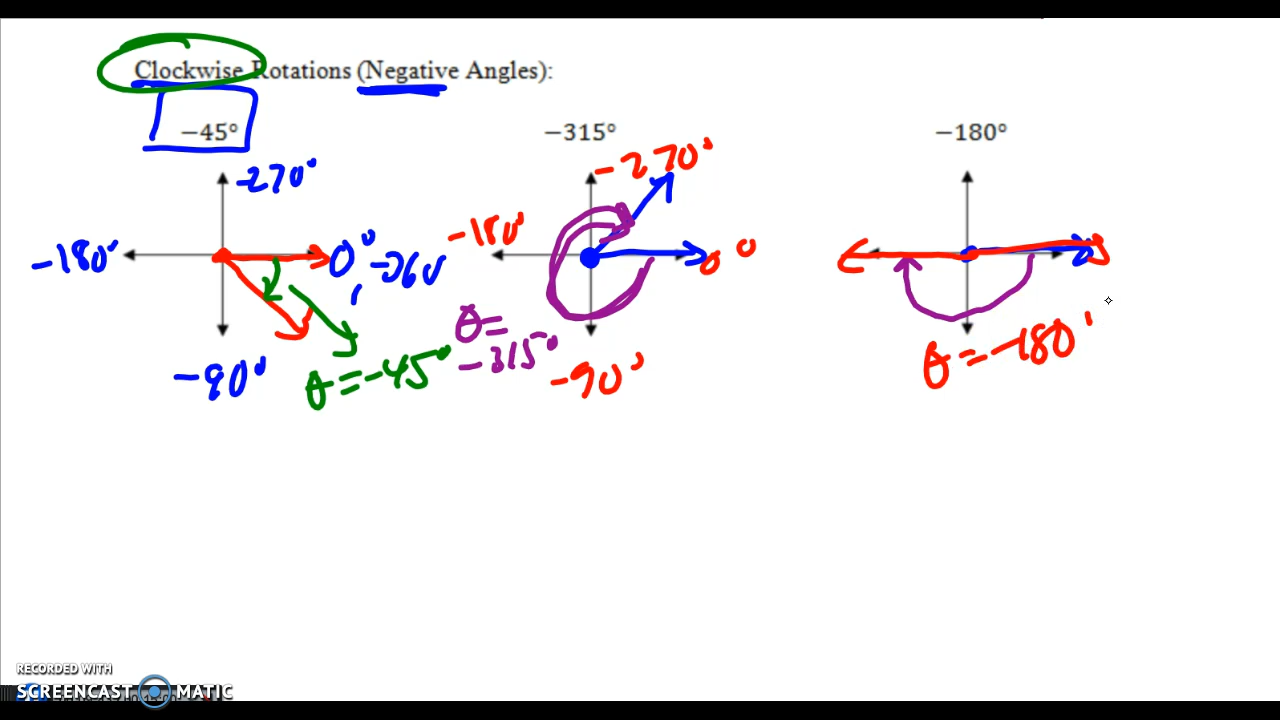 Clockwise Rotations (Negative Angles):
−45° −315° −180°
-270° -270°
-180° 0° -360° -180° 0°
θ=
-315°
-90° θ=-45° -90° θ=-180°
RECORDED WITH
SCREENCAST MATIC